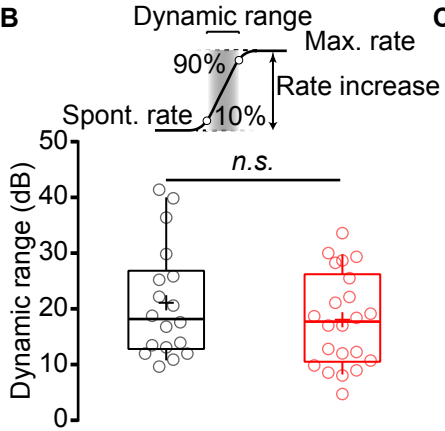 B
C
Dynamic range
Max. rate
90%
Rate increase
Spont. rate
10%
n.s.
Dynamic range (dB)
50
40
30
20
10
0